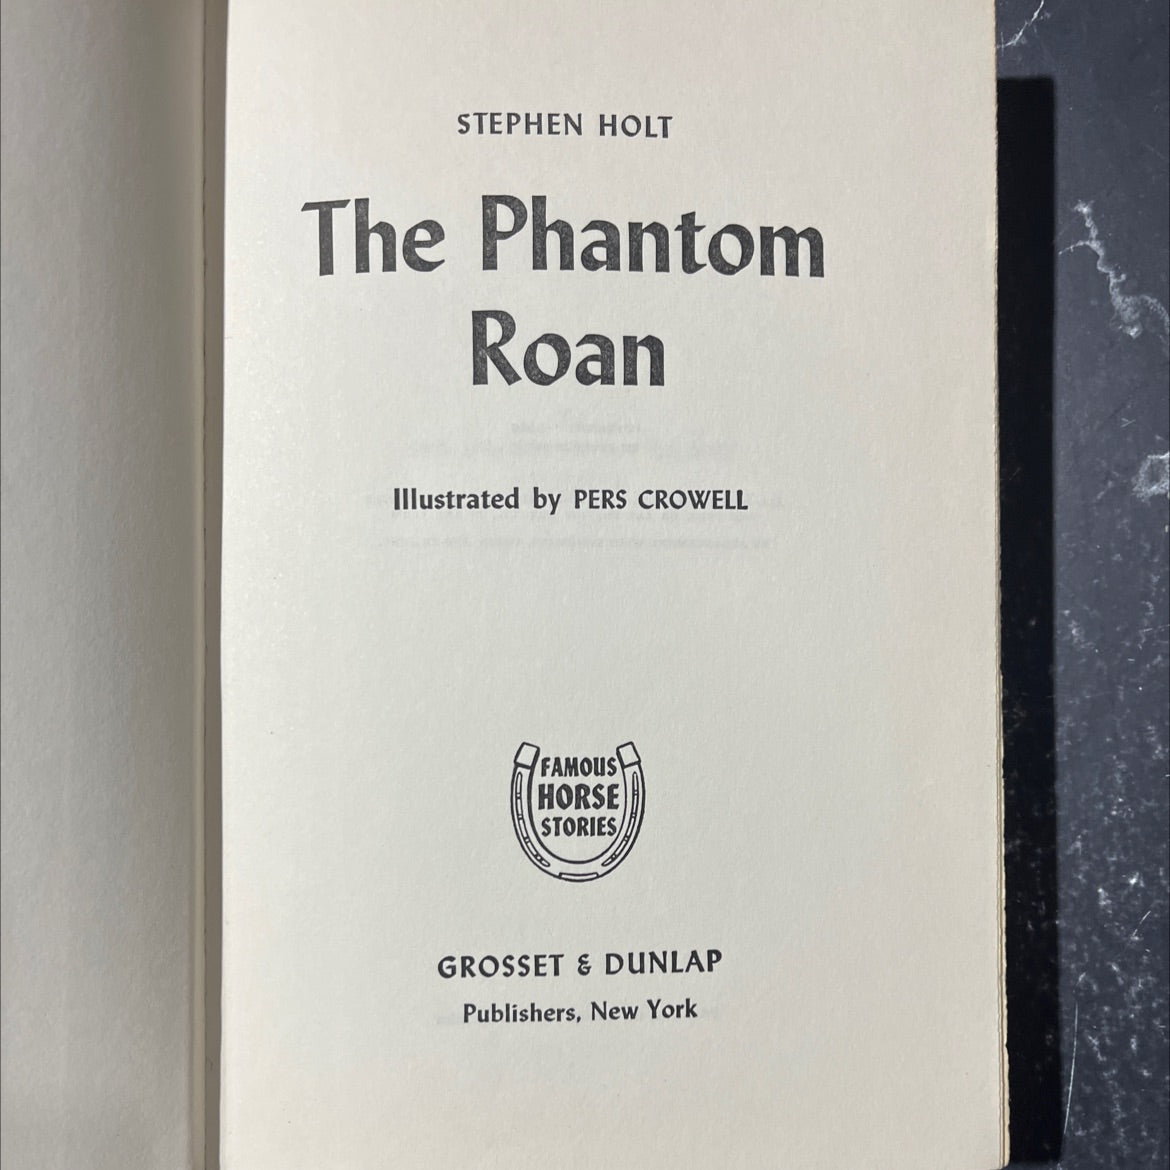 STEPHEN HOLT
The Phantom
Roan
Illustrated by PERS CROWELL
FAMOUS
HORSE
STORIES
GROSSET & DUNLAP
Publishers, New York